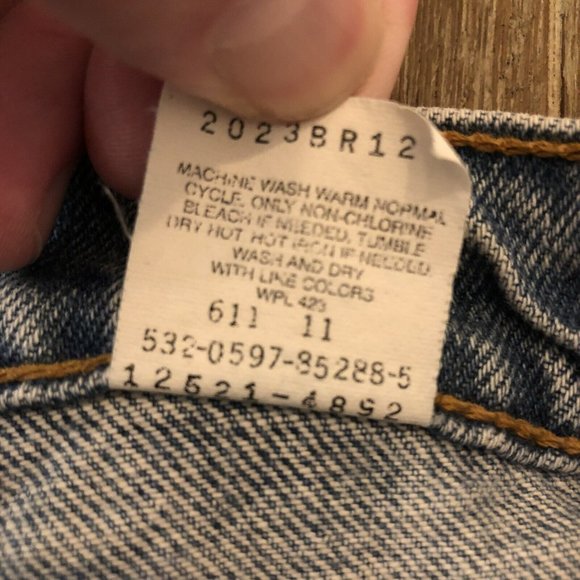 2023BR12
MACHINE WASH WARM NORMAL
CYCLE. ONLY NON-CHLORINE
BLEACH IF NEEDED. TUMBLE
DRY HOT. HOT IRON IF NEEDED.
WASH AND DRY
WITH LIKE COLORS
WPL 423
611 11
532-0597-85288-5
12521-4892